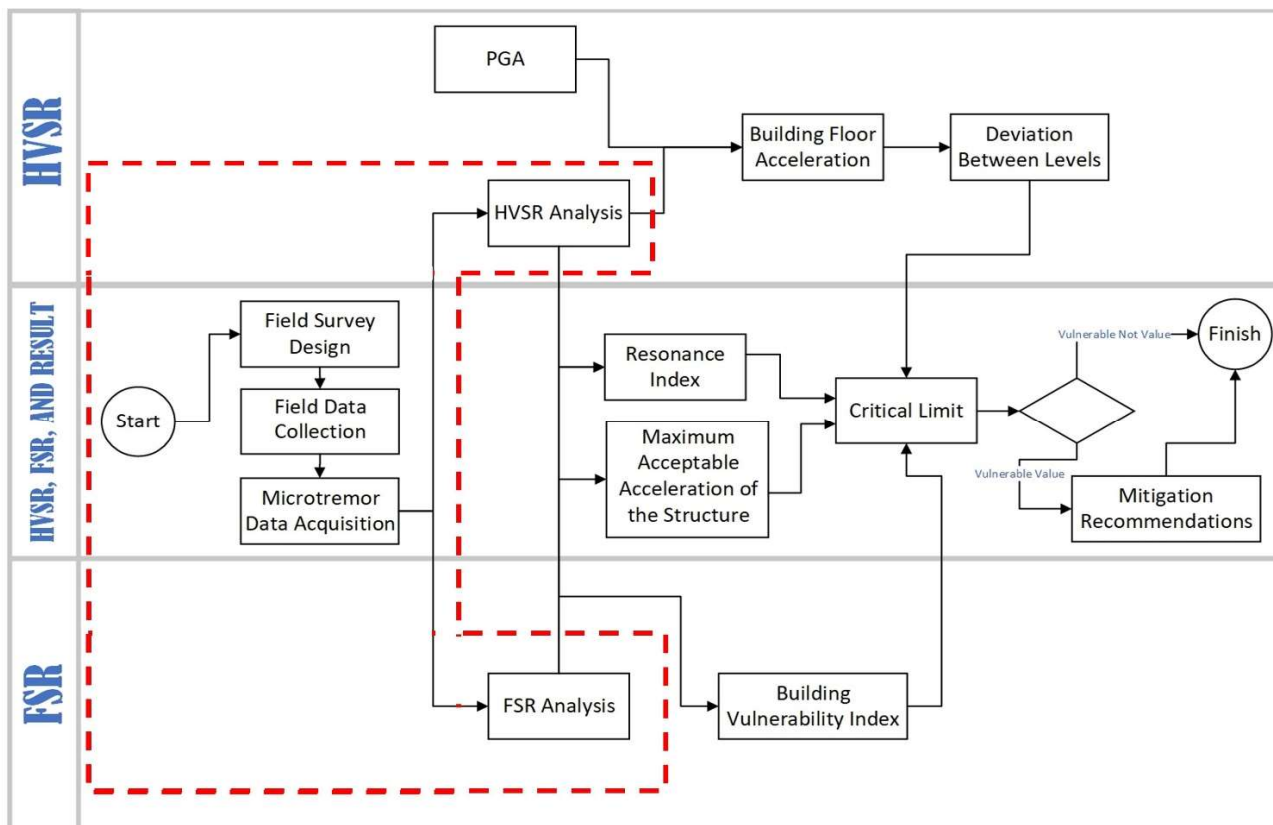 HVSR
PGA
Building Floor
Acceleration
Deviation
Between Levels
HVSR Analysis
HVSR, FSR, AND RESULT
Start
Field Survey
Design
Field Data
Collection
Microtremor
Data Acquisition
Resonance
Index
Maximum
Acceptable
Acceleration of
the Structure
Critical Limit
Vulnerable Not Value
Finish
Vulnerable Value
Mitigation
Recommendations
FSR
FSR Analysis
Building
Vulnerability Index